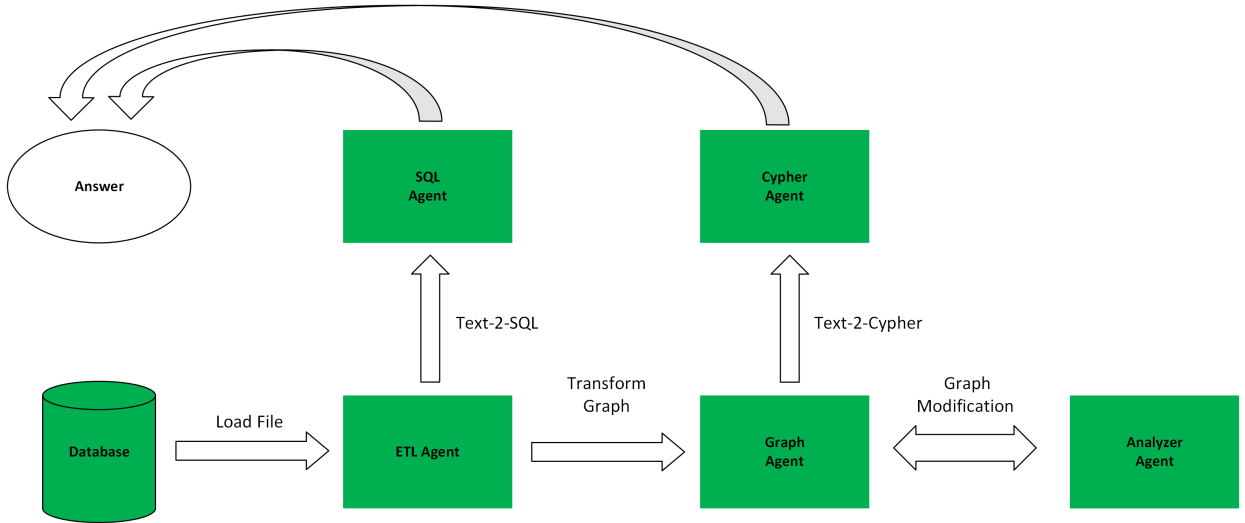 Answer
SQL
Agent
Cypher
Agent
Text-2-SQL
Text-2-Cypher
Database
Load File
ETL Agent
Transform
Graph
Graph
Agent
Graph
Modification
Analyzer
Agent